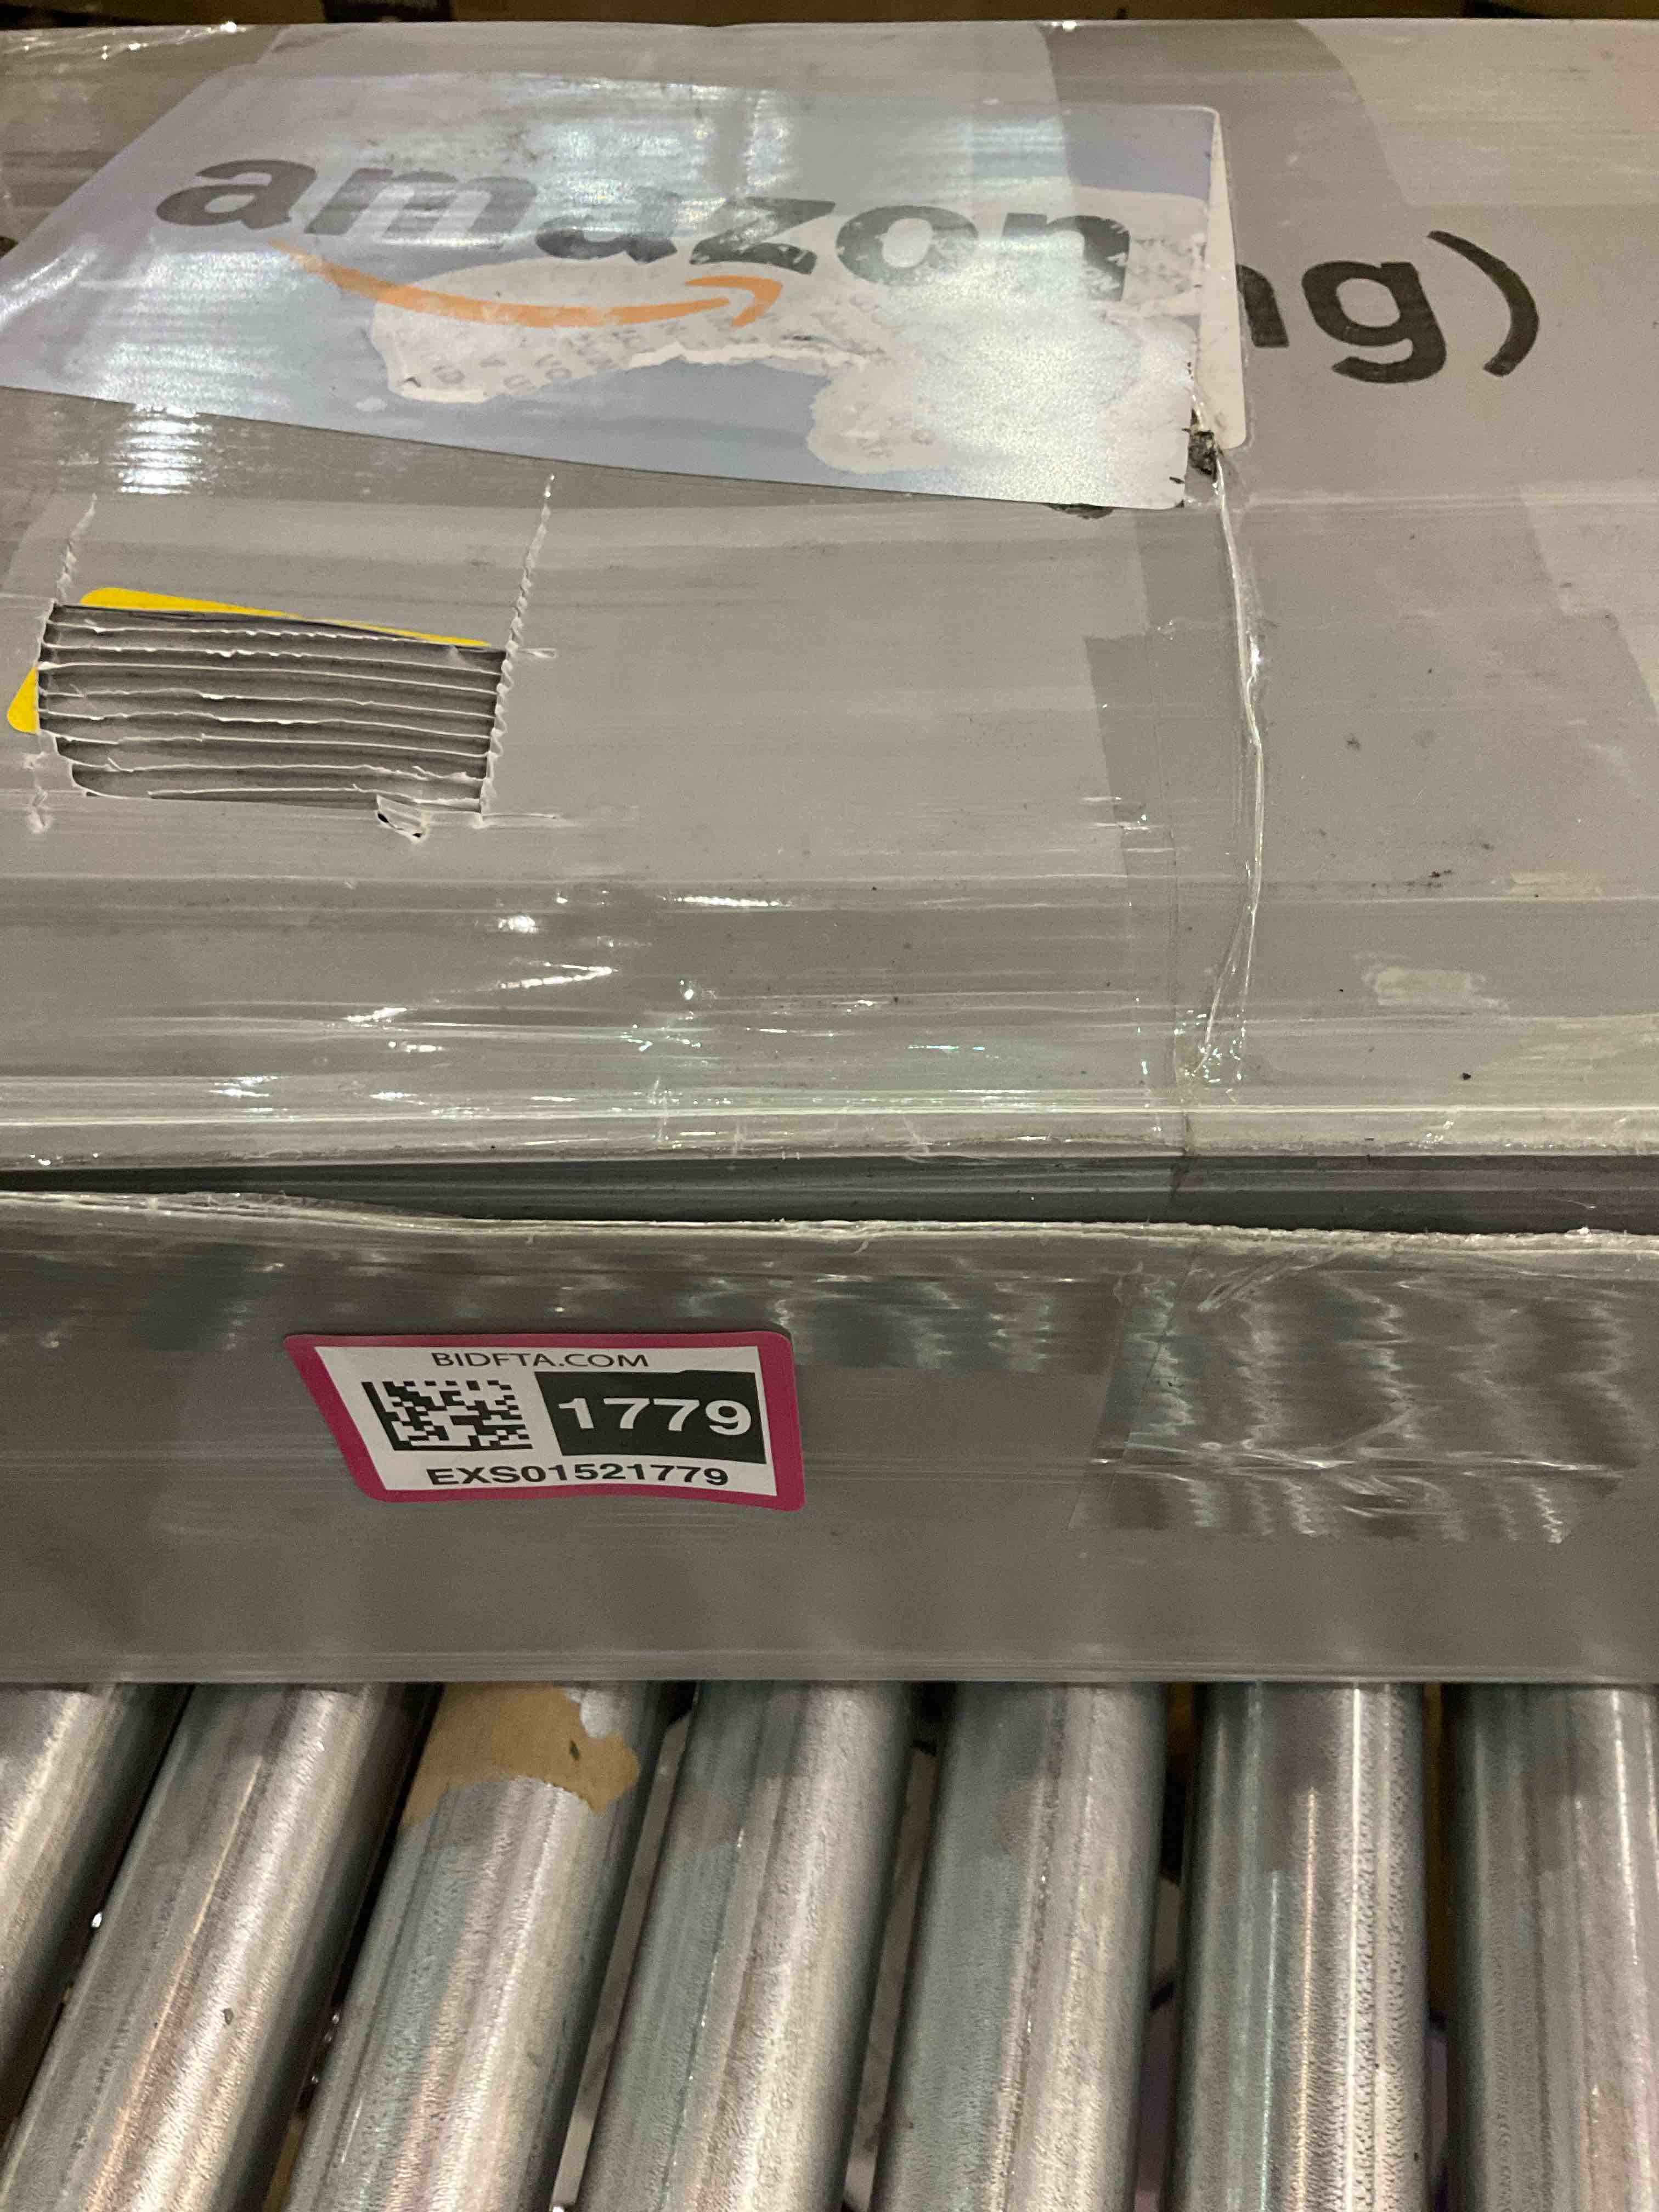 amazon
ng)
BIDFTA.COM
1779
EXS01521779